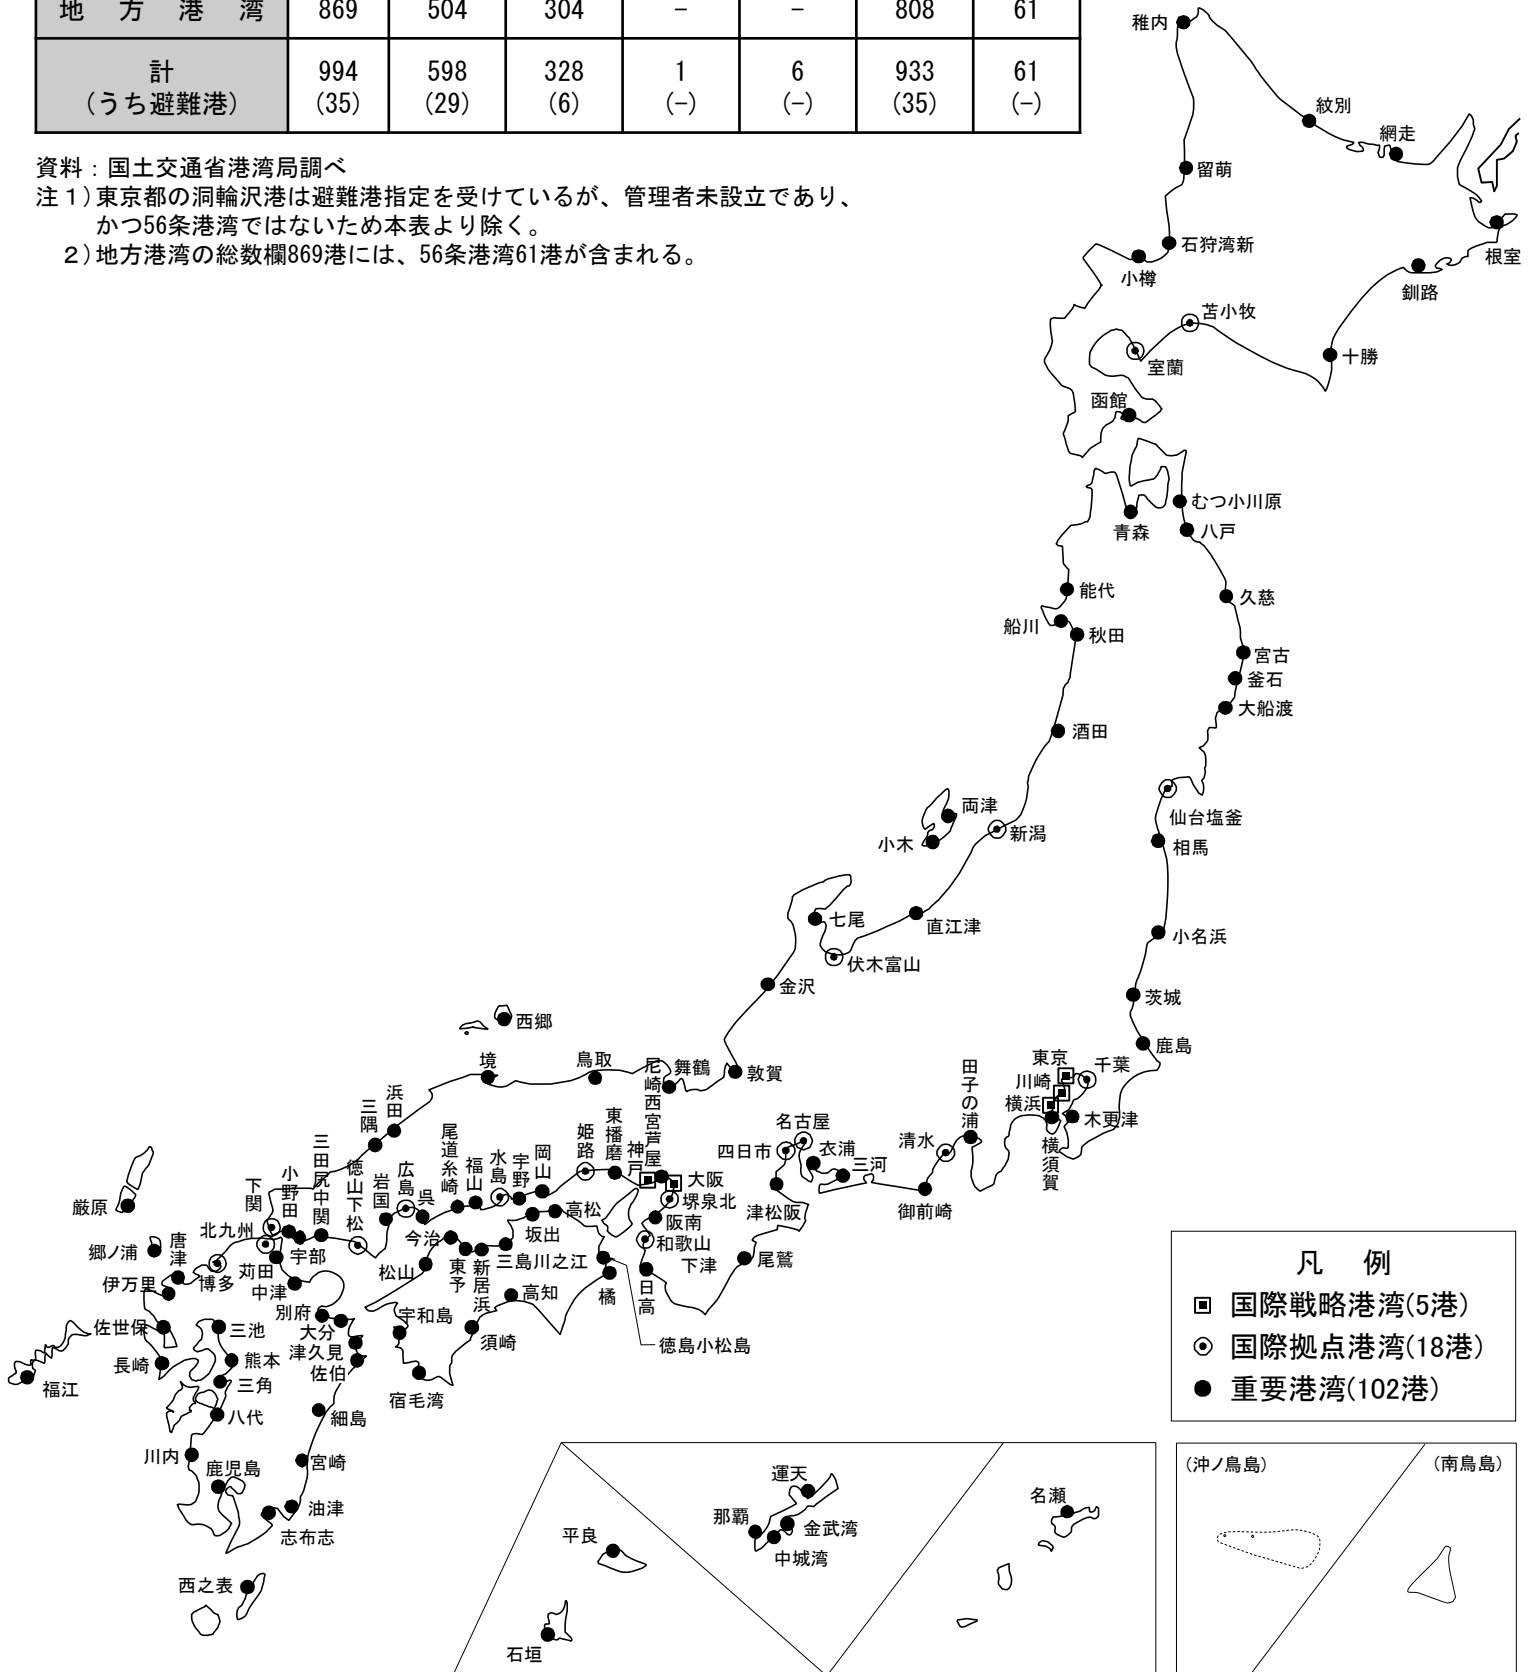 地方港湾 869 504 304 － － 808 61
計 994 598 328 1 6 933 61
(うち避難港) (35) (29) (6) (－) (－) (35) (－)
資料：国土交通省港湾局調べ
注１)東京都の洞輪沢港は避難港指定を受けているが、管理者未設立であり、
かつ56条港湾ではないため本表より除く。
２)地方港湾の総数欄869港には、56条港湾61港が含まれる。
稚内
紋別
網走
留萌
根室
石狩湾新
小樽
釧路
苫小牧
十勝
室蘭
函館
むつ小川原
青森
八戸
能代
久慈
船川
秋田
宮古
釜石
大船渡
酒田
両津
仙台塩釜
新潟
小木
相馬
七尾
直江津
小名浜
伏木富山
金沢
茨城
西郷
鹿島
境
鳥取
尼崎西宮芦屋
舞鶴
敦賀
田子の浦
東京
千葉
川崎
横浜
木更津
横須賀
浜田
三隅
三田尻中関
徳山下松
岩国
広島
呉
尾道糸崎
福山
水島
宇野
岡山
姫路
東播磨
神戸
大阪
堺泉北
阪南
和歌山
下津
日高
名古屋
四日市
衣浦
三河
津松阪
清水
御前崎
尾鷲
厳原
下関
小野田
北九州
宇部
郷ノ浦
唐津
伊万里
博多
苅田
中津
今治
松山
東予
新居浜
三島川之江
坂出
高松
橘
徳島小松島
高知
須崎
宇和島
宿毛湾
別府
大分
津久見
佐伯
佐世保
長崎
三池
熊本
三角
八代
福江
細島
川内
宮崎
鹿児島
油津
志布志
西之表
凡例
国際戦略港湾(5港)
国際拠点港湾(18港)
重要港湾(102港)
運天
那覇
金武湾
中城湾
平良
石垣
名瀬
(沖ノ鳥島)
(南鳥島)